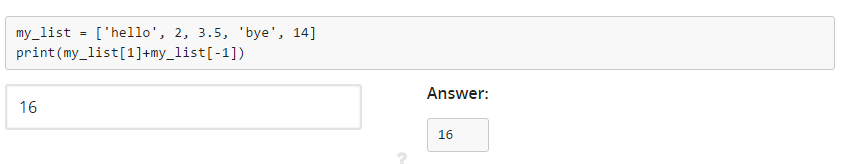 my_list = ['hello', 2, 3.5, 'bye', 14]
print(my_list[1]+my_list[-1])
16
Answer:
16
?